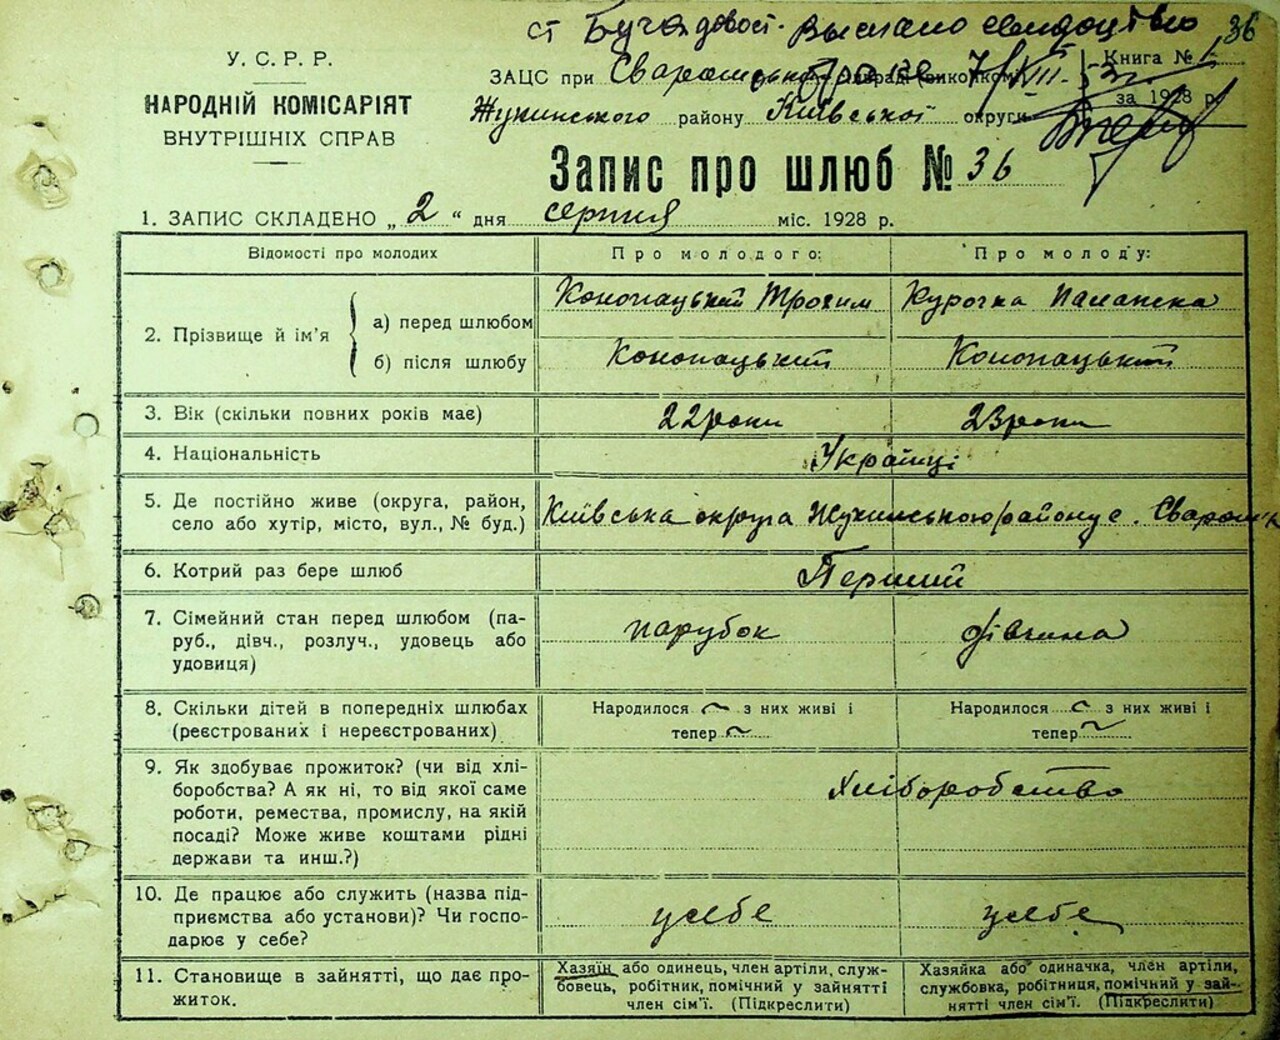 ст Бучадовост. Выслано свидоцтво 36
У. С. Р. Р.
НАРОДНІЙ КОМІСАРІЯТ
ВНУТРІШНІХ СПРАВ
ЗАЦС при Сваромській сільраді (виконкомі) 7/VIII-53 Книга № 1
за 1928 р.
Жукинського району Київської округи
Запис про шлюб № 36
1. ЗАПИС СКЛАДЕНО „ 2 “ дня серпня міс. 1928 р.
Відомості про молодих Про молодого: Про молоду:
2. Прізвище й ім’я
а) перед шлюбом Конопацький Трохим Курочка Палажка
б) після шлюбу Конопацький Конопацький
3. Вік (скільки повних років має) 22 роки 23 роки
4. Національність Українці
5. Де постійно живе (округа, район,
село або хутір, місто, вул., № буд.) Київська округа Жукинського району с. Сваром'я
6. Котрий раз бере шлюб Перший
7. Сімейний стан перед шлюбом (па-
руб., дівч., розлуч., удовець або
удовиця) парубок дівчина
8. Скільки дітей в попередніх шлюбах
(реєстрованих і нереєстрованих)
Народилося ~ з них живі і
тепер ~
Народилося ~ з них живі і
тепер ~
9. Як здобуває прожиток? (чи від хлі-
боробства? А як ні, то від якої саме
роботи, ремества, промислу, на якій
посаді? Може живе коштами рідні
держави та инш.?)
Хліборобство
10. Де працює або служить (назва під-
приємства або установи)? Чи госпо-
дарює у себе?
у себе у себе
11. Становище в зайнятті, що дає про-
житок.
Хазяїн або одинець, член артіли, служ-
бовець, робітник, помічний у зайнятті
член сім’ї. (Підкреслити)
Хазяйка або одиначка, член артіли,
службовка, робітниця, помічний у зай-
нятті член сім’ї. (Підкреслити)